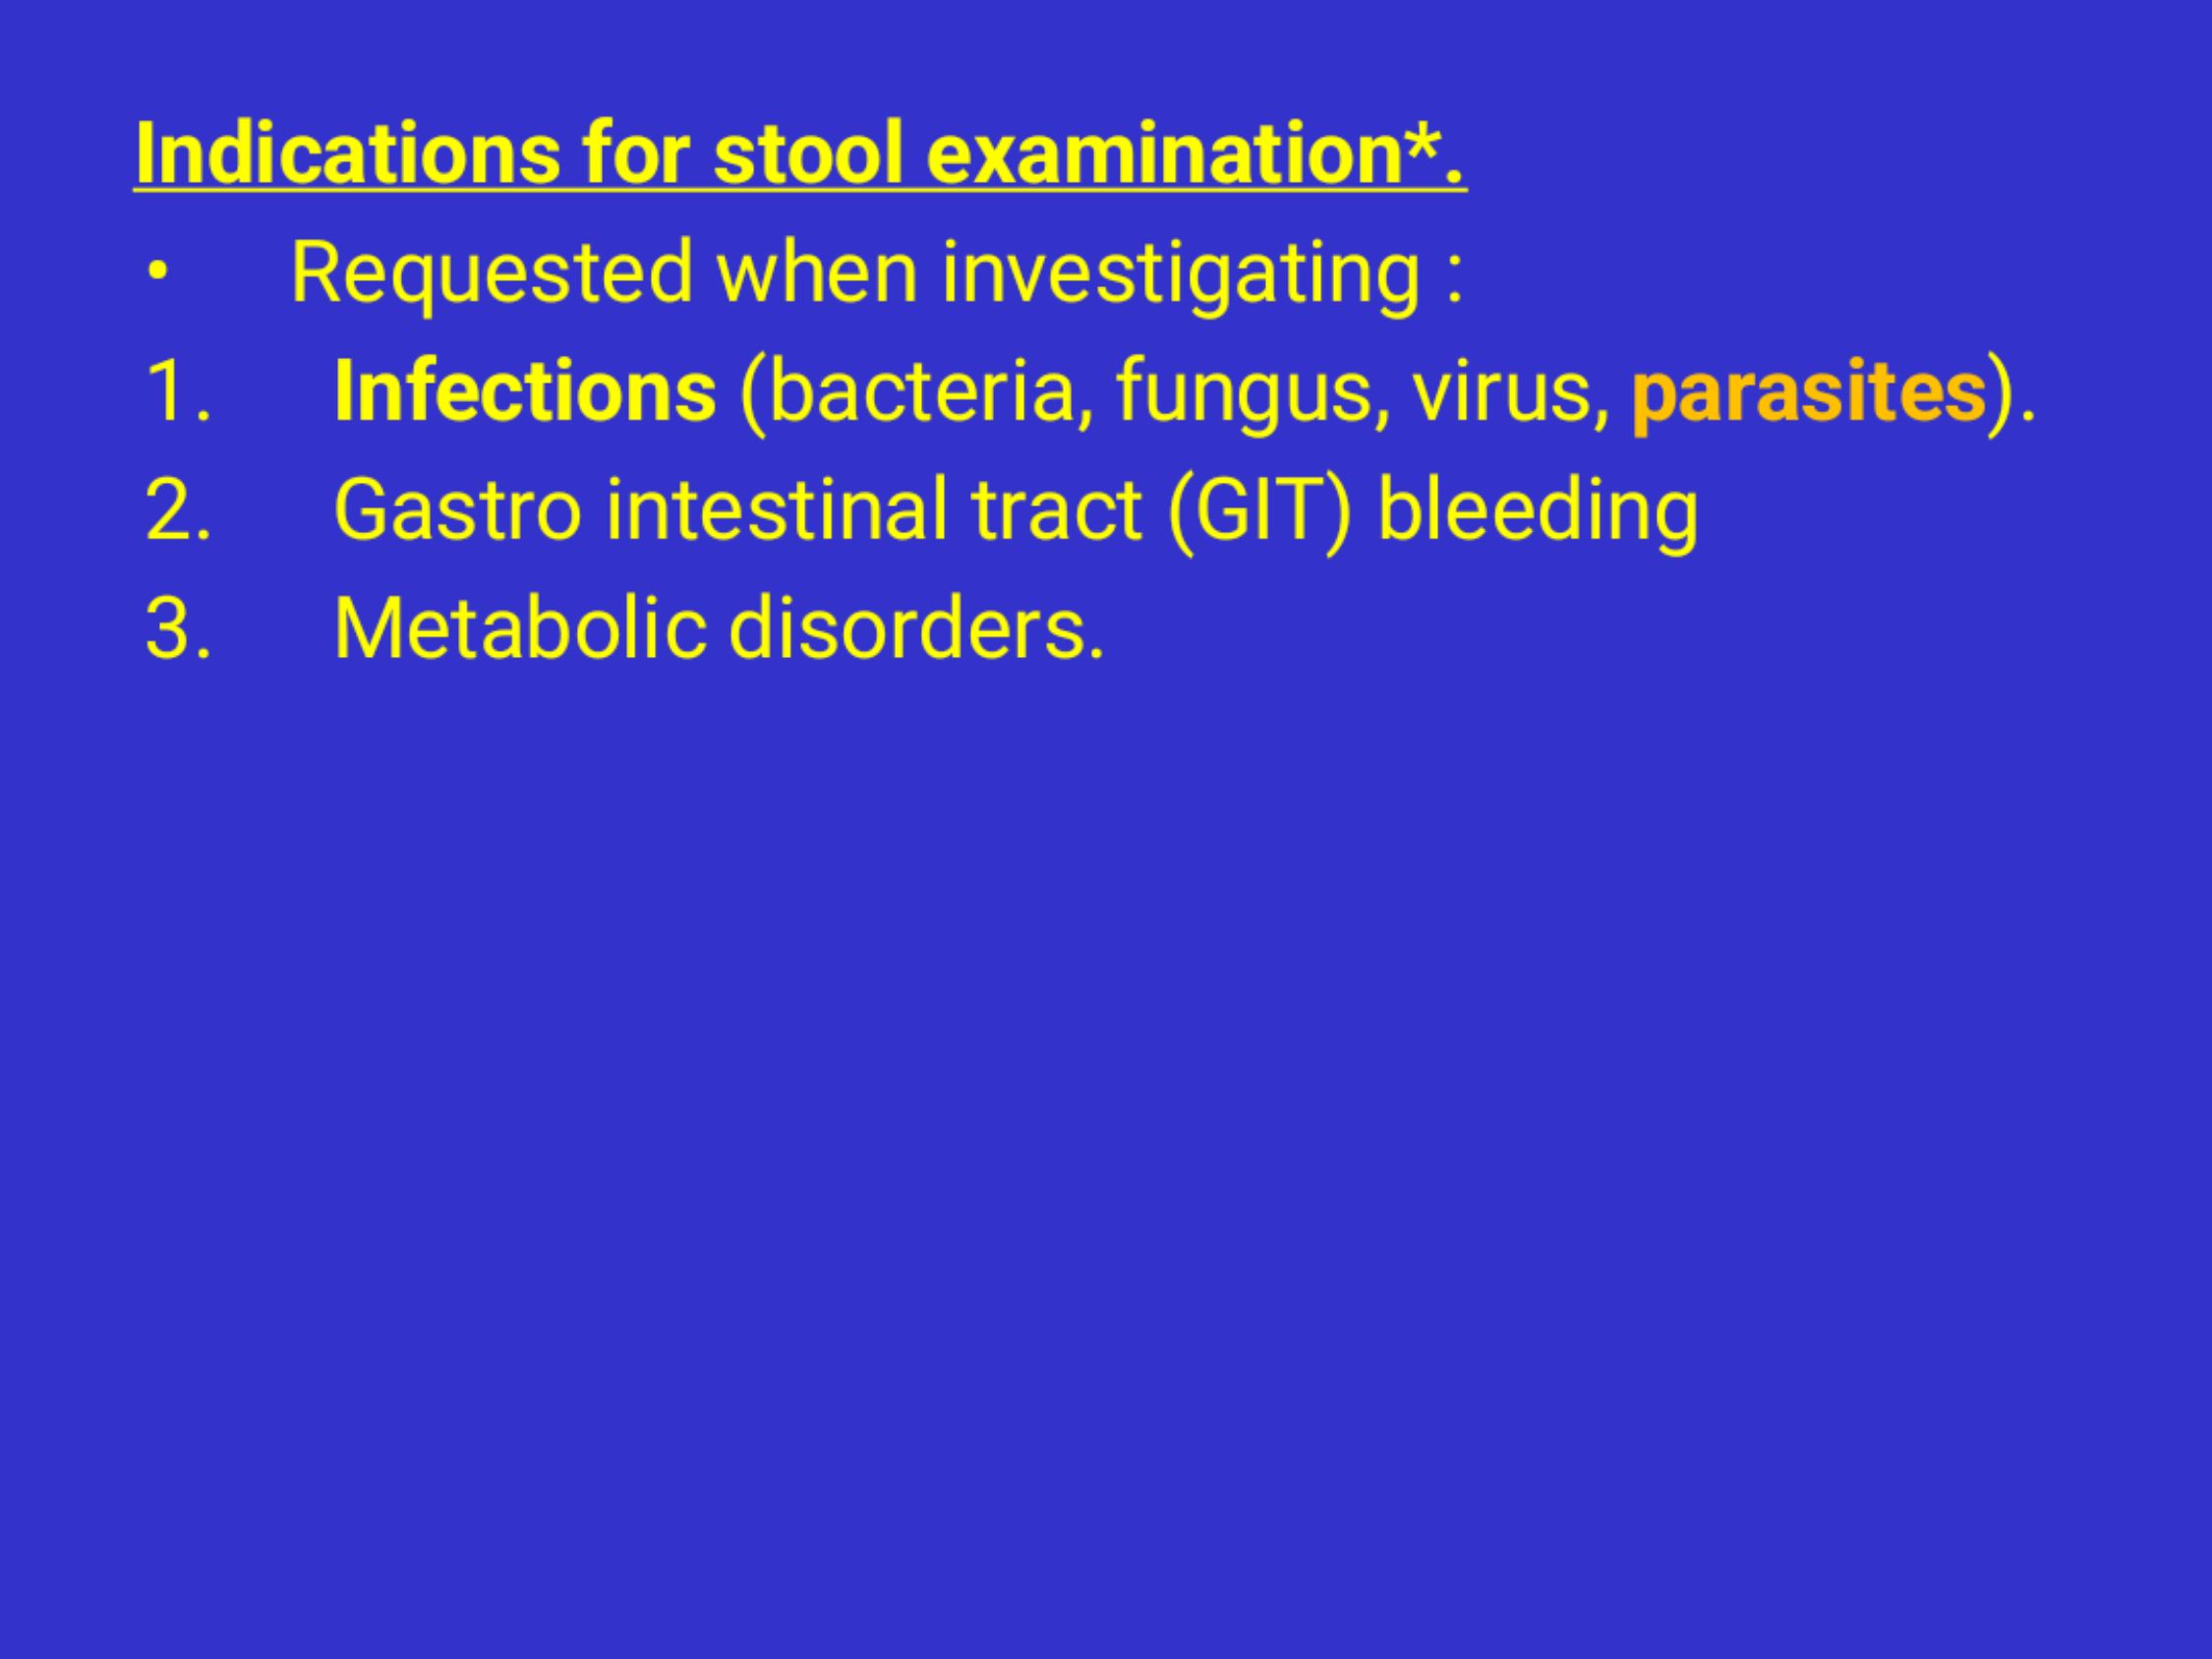 Indications for stool examination*.
• Requested when investigating :
1. Infections (bacteria, fungus, virus, parasites).
2. Gastro intestinal tract (GIT) bleeding
3. Metabolic disorders.